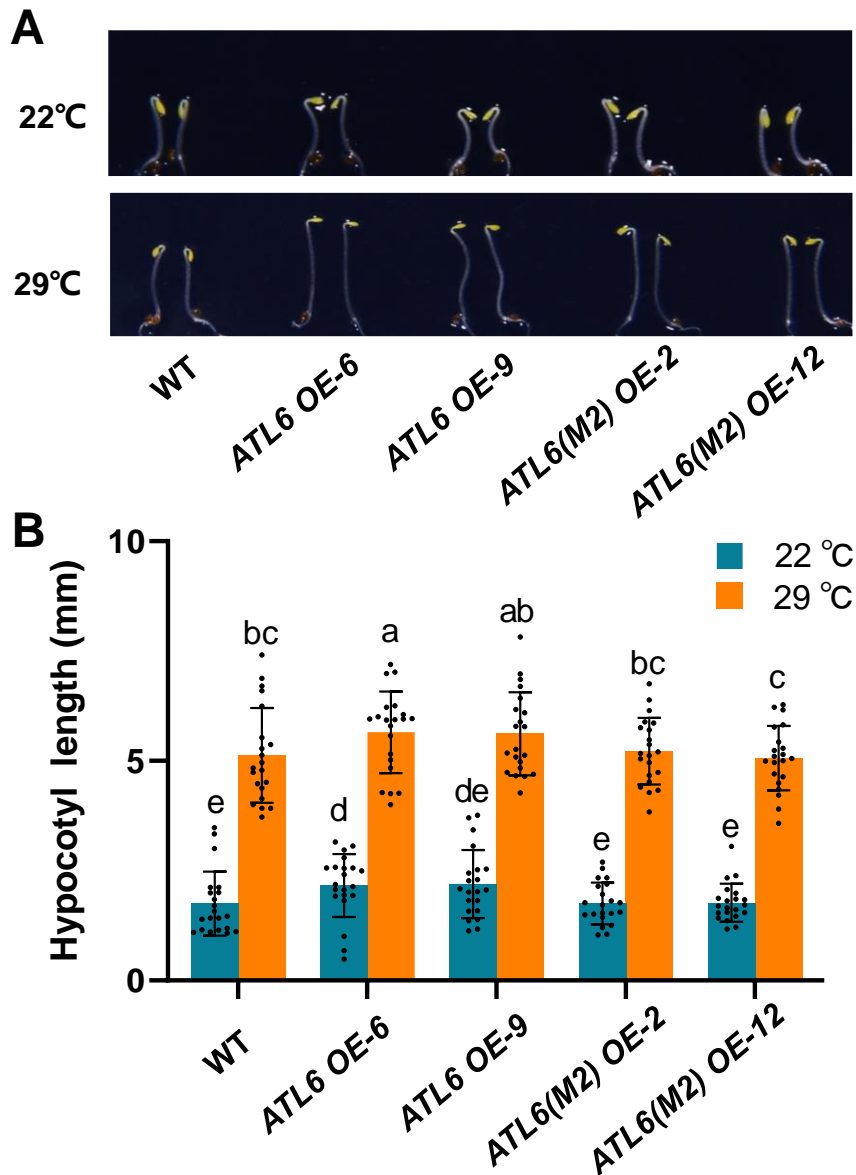 A
22℃
29℃
WT
ATL6 OE-6
ATL6 OE-9
ATL6(M2) OE-2
ATL6(M2) OE-12
B
Hypocotyl length (mm)
10
5
0
22 ℃
29 ℃
e
bc
d
a
de
ab
e
bc
e
c
WT
ATL6 OE-6
ATL6 OE-9
ATL6(M2) OE-2
ATL6(M2) OE-12